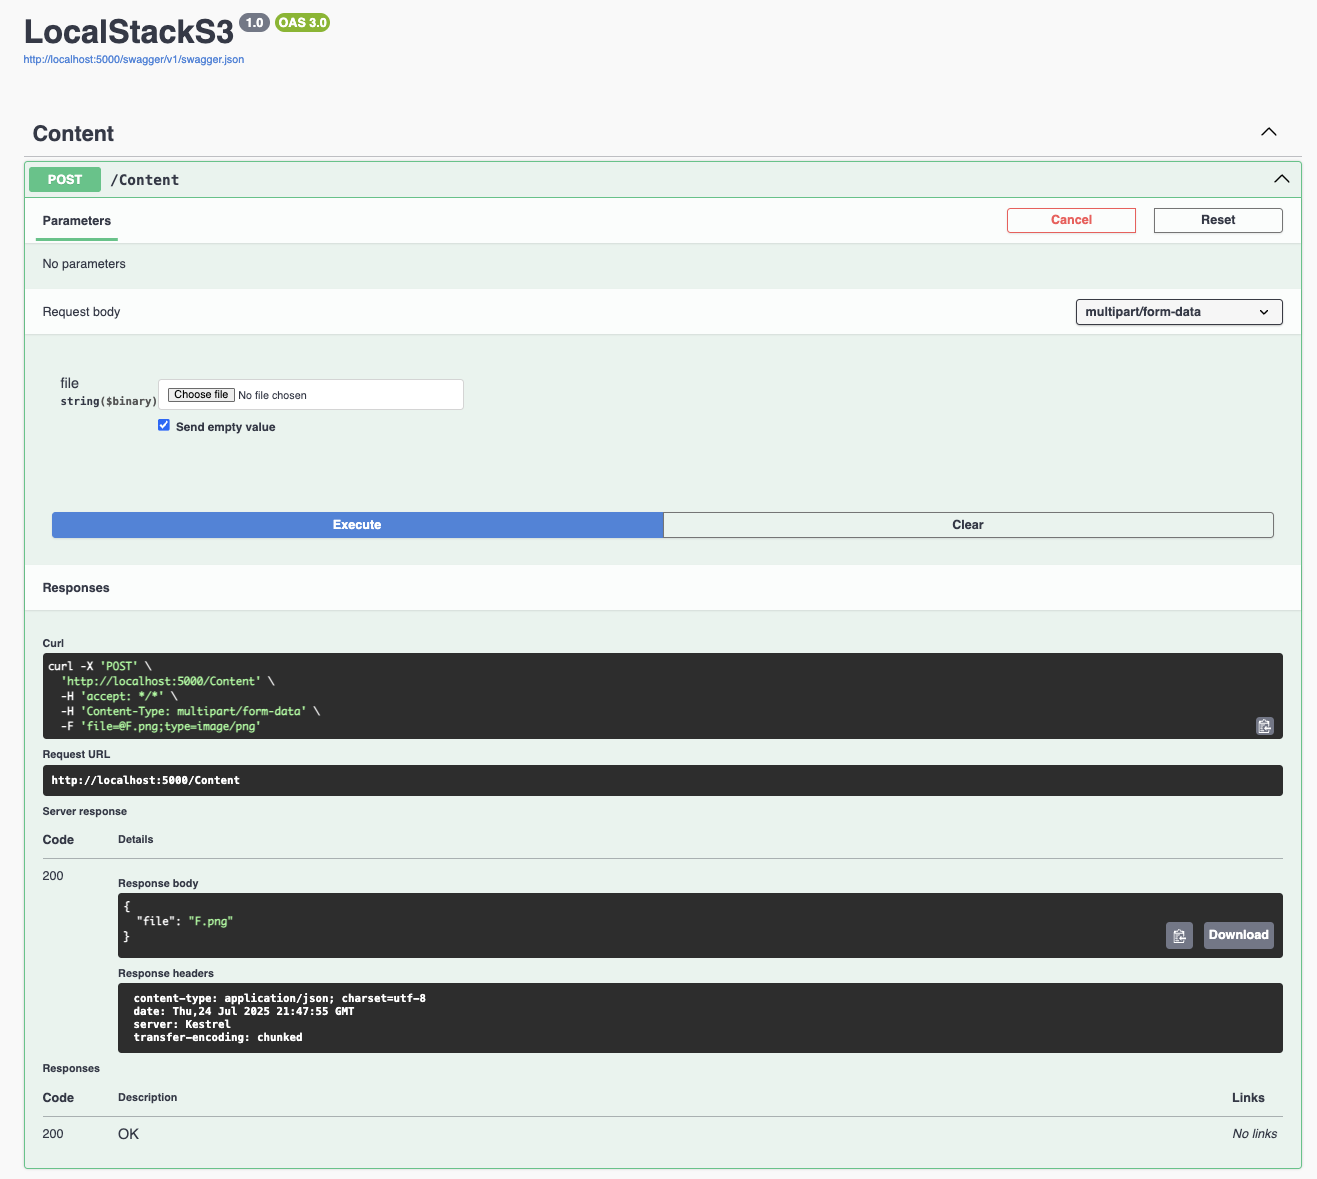 LocalStackS3 1.0 OAS 3.0
http://localhost:5000/swagger/v1/swagger.json
Content
POST /Content
Parameters Cancel Reset
No parameters
Request body multipart/form-data
file
string($binary) Choose file No file chosen
Send empty value
Execute Clear
Responses
Curl
curl -X 'POST' \
'http://localhost:5000/Content' \
-H 'accept: */*' \
-H 'Content-Type: multipart/form-data' \
-F 'file=@F.png;type=image/png'
Request URL
http://localhost:5000/Content
Server response
Code Details
200
Response body
{
"file": "F.png"
}
Download
Response headers
content-type: application/json; charset=utf-8
date: Thu,24 Jul 2025 21:47:55 GMT
server: Kestrel
transfer-encoding: chunked
Responses
Code Description Links
200 OK No links